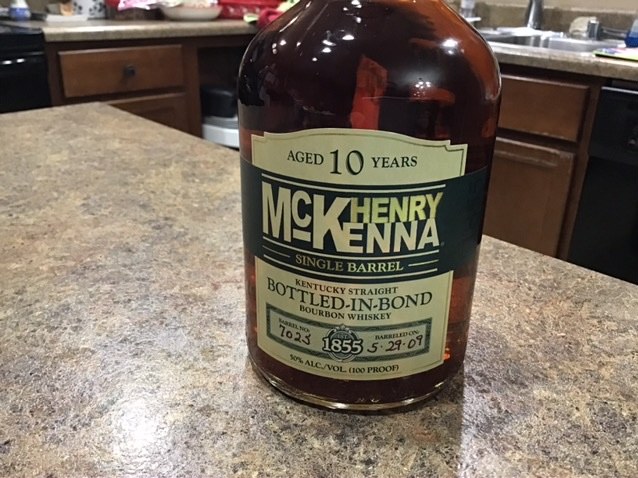 AGED 10 YEARS
HENRY
McKENNA
SINGLE BARREL
KENTUCKY STRAIGHT
BOTTLED-IN-BOND
BOURBON WHISKEY
BARREL NO. BARRELED ON:
7023 1855 5-29-09
50% ALC./VOL. (100 PROOF)